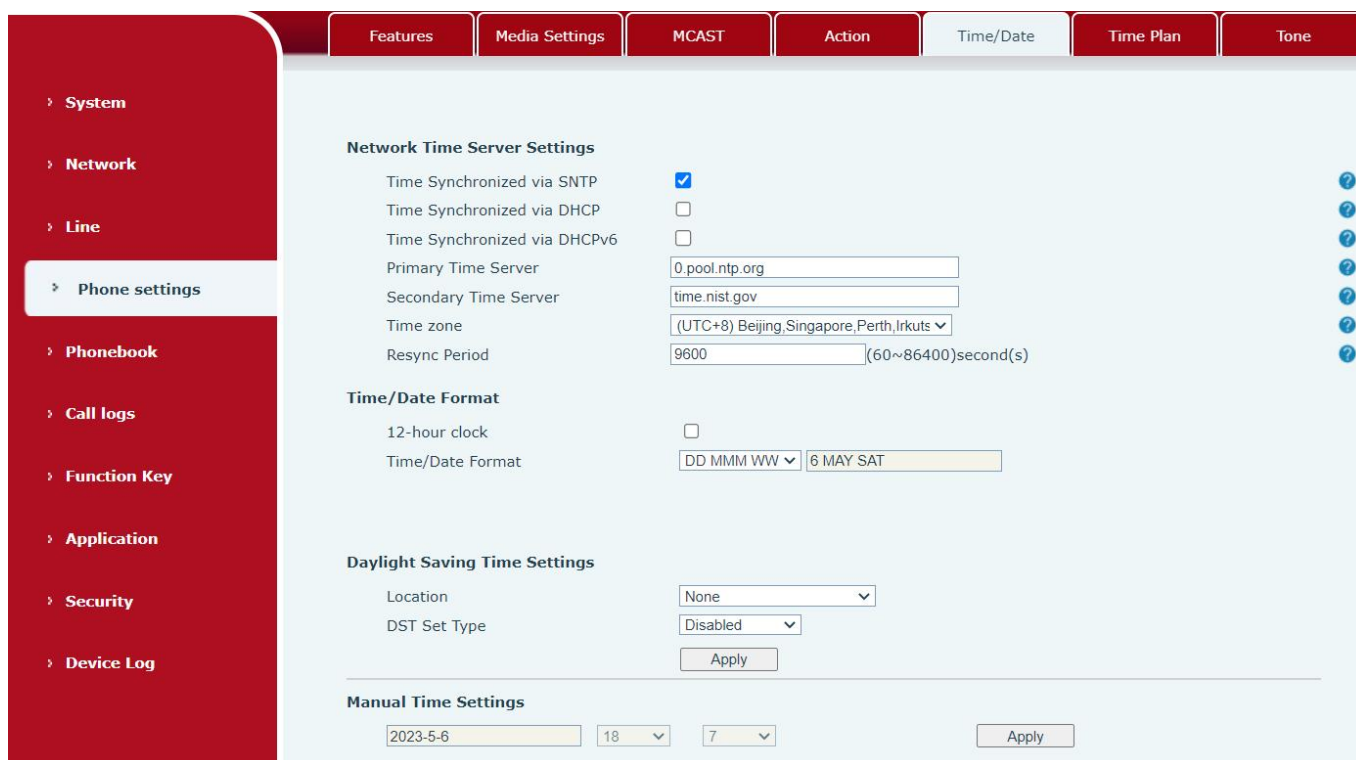 Features Media Settings MCAST Action Time/Date Time Plan Tone
System
Network
Line
Phone settings
Phonebook
Call logs
Function Key
Application
Security
Device Log
Network Time Server Settings
Time Synchronized via SNTP
Time Synchronized via DHCP
Time Synchronized via DHCPv6
Primary Time Server 0.pool.ntp.org
Secondary Time Server time.nist.gov
Time zone (UTC+8) Beijing,Singapore,Perth,Irkuts
Resync Period 9600 (60~86400)second(s)
Time/Date Format
12-hour clock
Time/Date Format DD MMM WW 6 MAY SAT
Daylight Saving Time Settings
Location None
DST Set Type Disabled
Apply
Manual Time Settings
2023-5-6 18 7 Apply